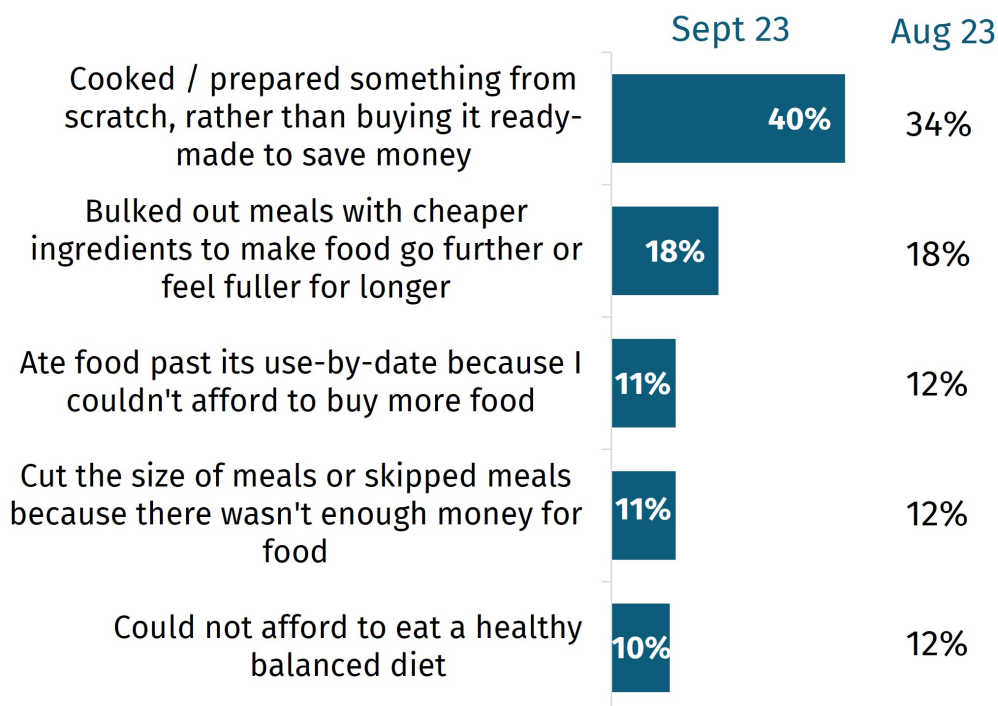 Sept 23 Aug 23
Cooked / prepared something from
scratch, rather than buying it ready-
made to save money
40% 34%
Bulked out meals with cheaper
ingredients to make food go further or
feel fuller for longer
18% 18%
Ate food past its use-by-date because I
couldn't afford to buy more food
11% 12%
Cut the size of meals or skipped meals
because there wasn't enough money for
food
11% 12%
Could not afford to eat a healthy
balanced diet
10% 12%